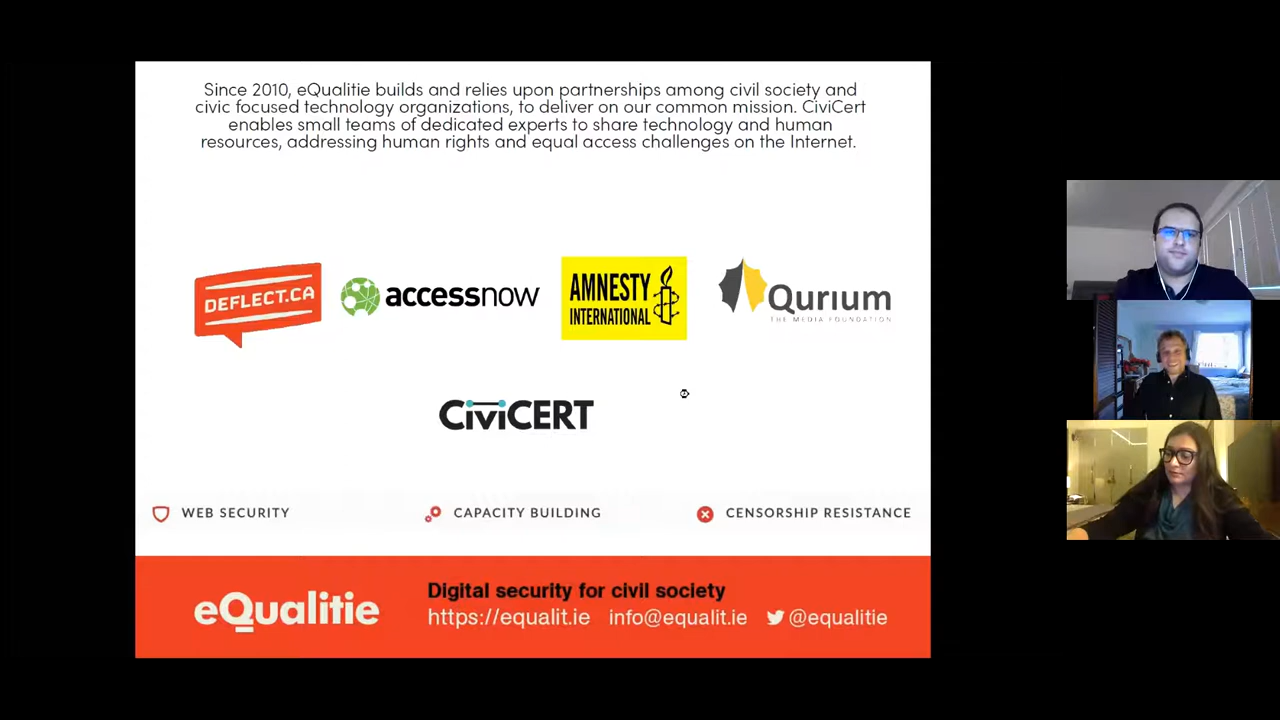 Since 2010, eQualitie builds and relies upon partnerships among civil society and
civic focused technology organizations, to deliver on our common mission. CiviCert
enables small teams of dedicated experts to share technology and human
resources, addressing human rights and equal access challenges on the Internet.
DEFLECT.CA
accessnow
AMNESTY
INTERNATIONAL
Qurium
THE MEDIA FOUNDATION
CiviCERT
WEB SECURITY
CAPACITY BUILDING
CENSORSHIP RESISTANCE
eQualitie
Digital security for civil society
https://equalit.ie info@equalit.ie @equalitie